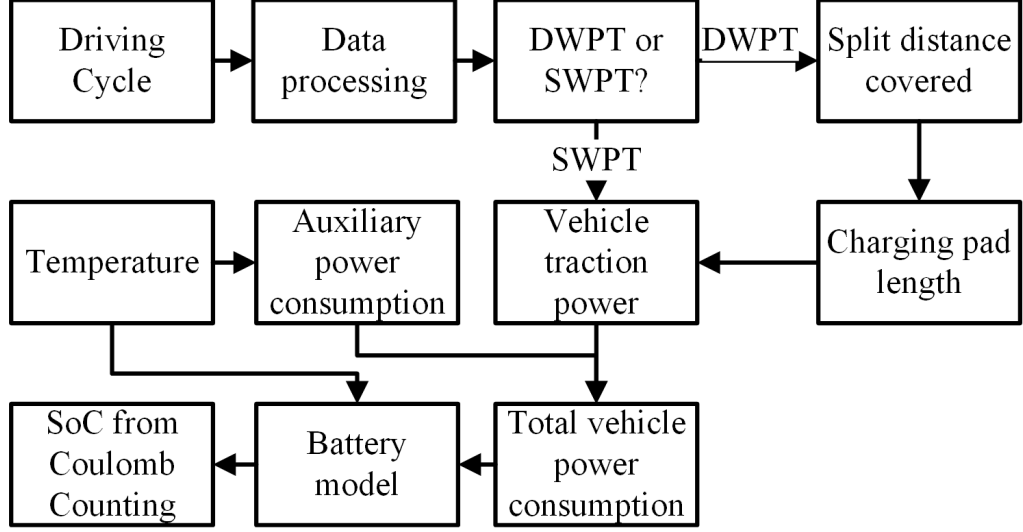 Driving
Cycle
Data
processing
DWPT or
SWPT?
DWPT
Split distance
covered
SWPT
Temperature
Auxiliary
power
consumption
Vehicle
traction
power
Charging pad
length
SoC from
Coulomb
Counting
Battery
model
Total vehicle
power
consumption